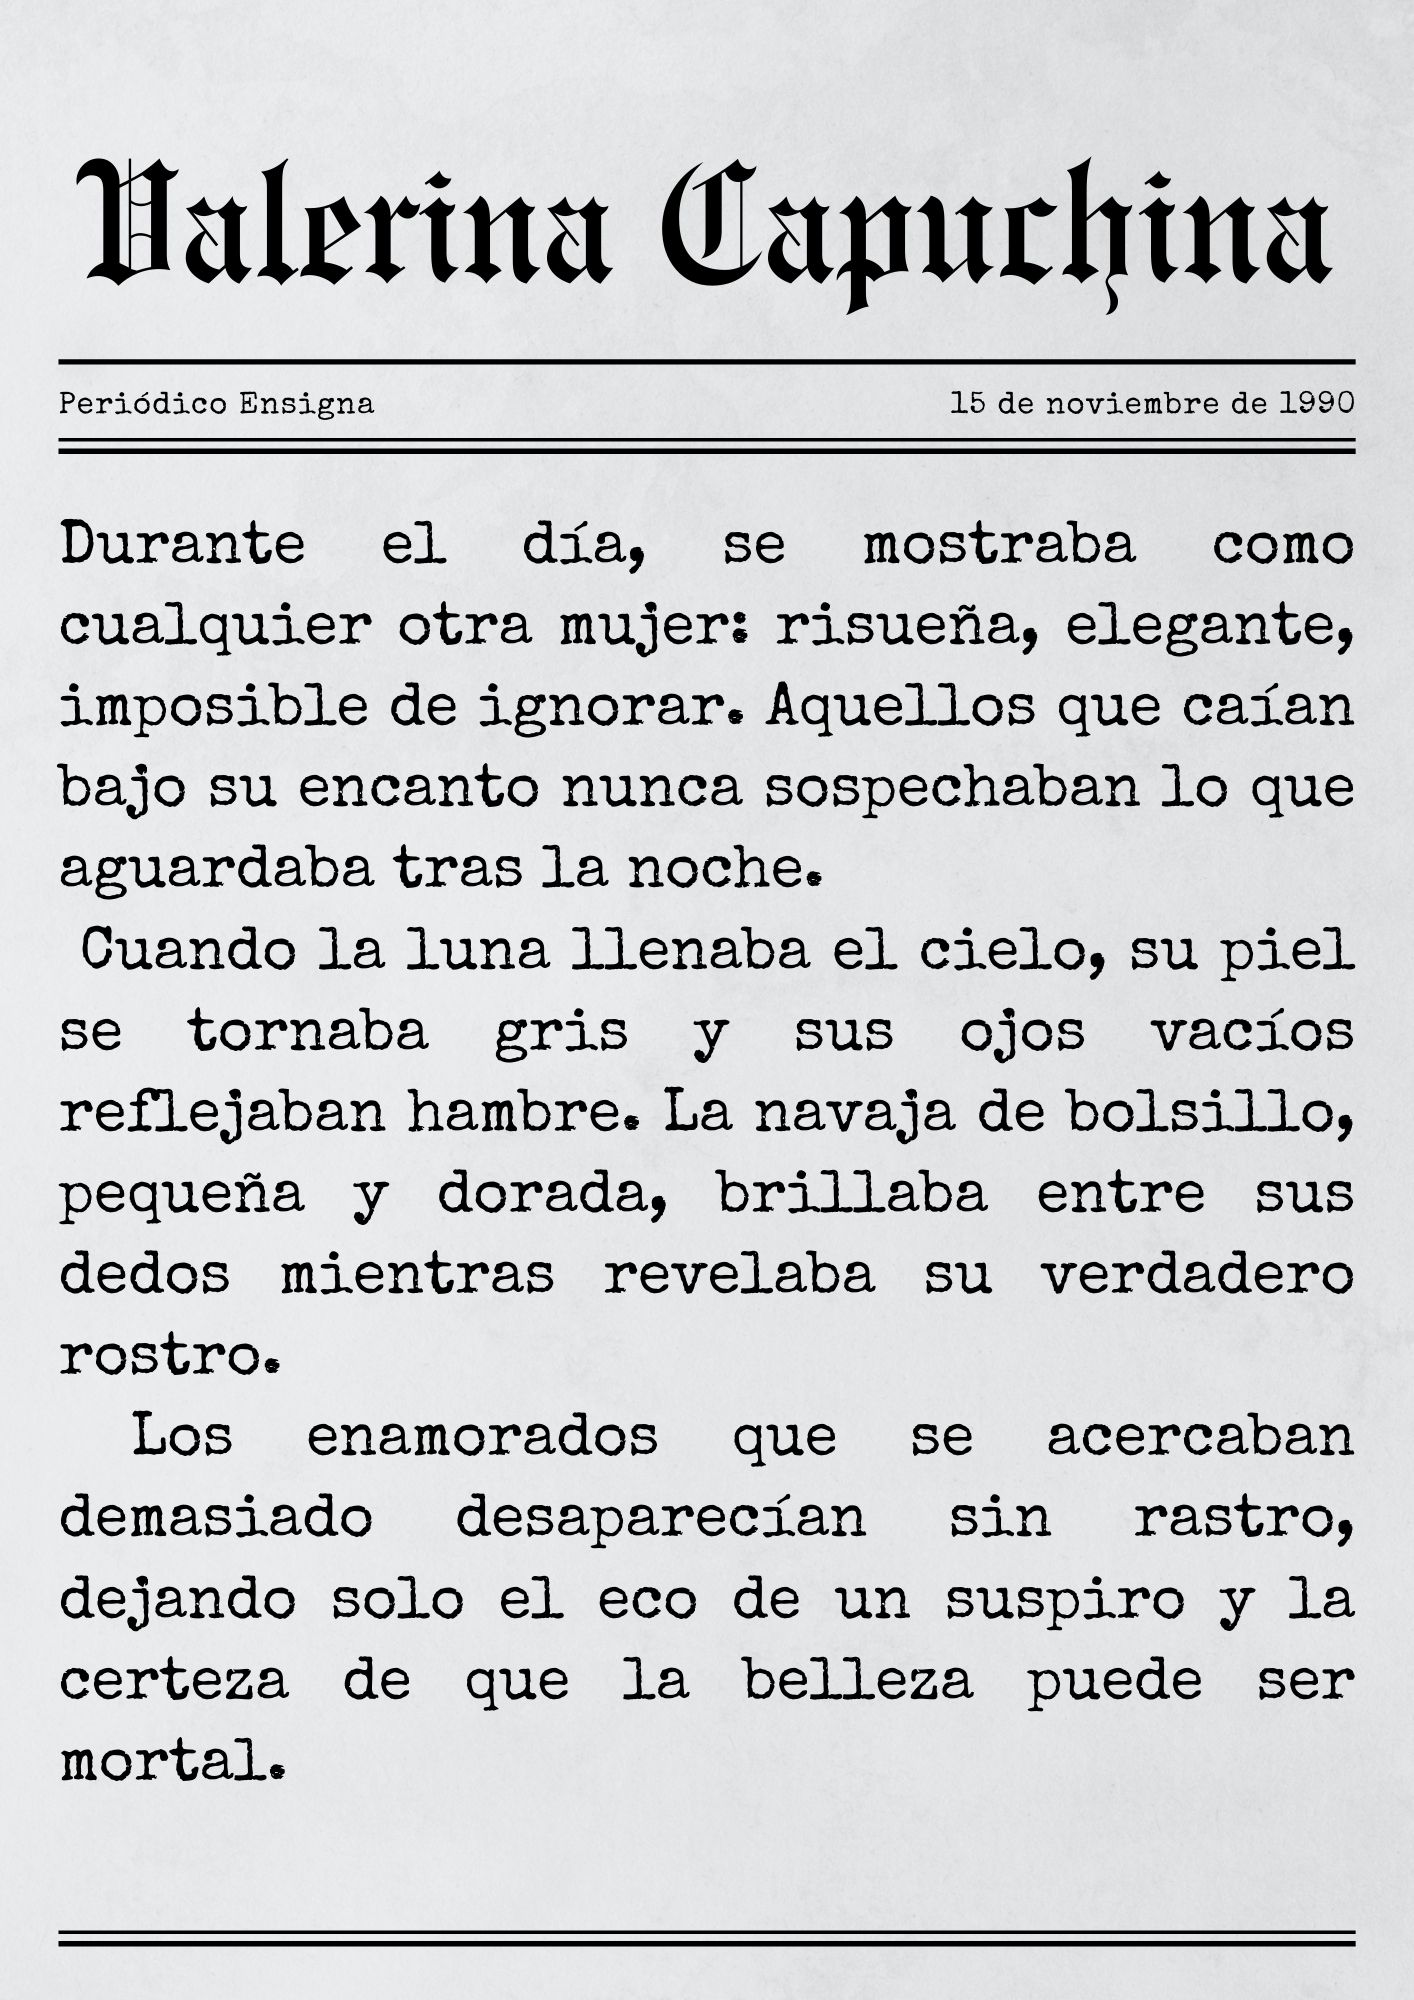 Valerina Capuchina
Periódico Ensigna 15 de noviembre de 1990
Durante el día, se mostraba como
cualquier otra mujer: risueña, elegante,
imposible de ignorar. Aquellos que caían
bajo su encanto nunca sospechaban lo que
aguardaba tras la noche.
Cuando la luna llenaba el cielo, su piel
se tornaba gris y sus ojos vacíos
reflejaban hambre. La navaja de bolsillo,
pequeña y dorada, brillaba entre sus
dedos mientras revelaba su verdadero
rostro.
Los enamorados que se acercaban
demasiado desaparecían sin rastro,
dejando solo el eco de un suspiro y la
certeza de que la belleza puede ser
mortal.